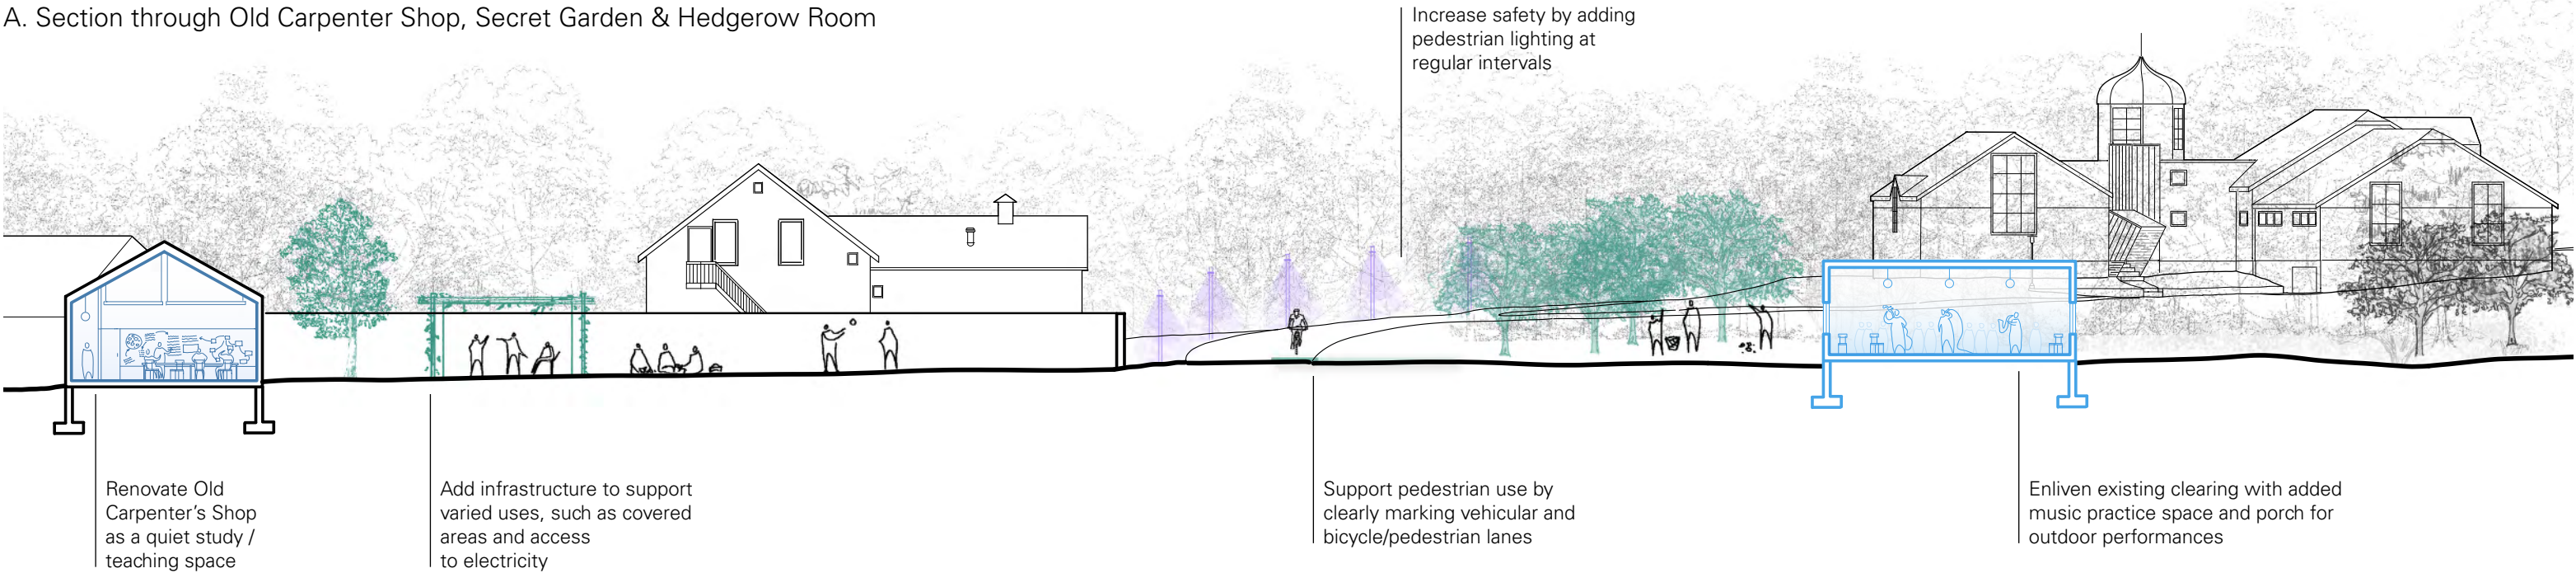 A. Section through Old Carpenter Shop, Secret Garden & Hedgerow Room
Increase safety by adding
pedestrian lighting at
regular intervals
Renovate Old
Carpenter's Shop
as a quiet study /
teaching space
Add infrastructure to support
varied uses, such as covered
areas and access
to electricity
Support pedestrian use by
clearly marking vehicular and
bicycle/pedestrian lanes
Enliven existing clearing with added
music practice space and porch for
outdoor performances